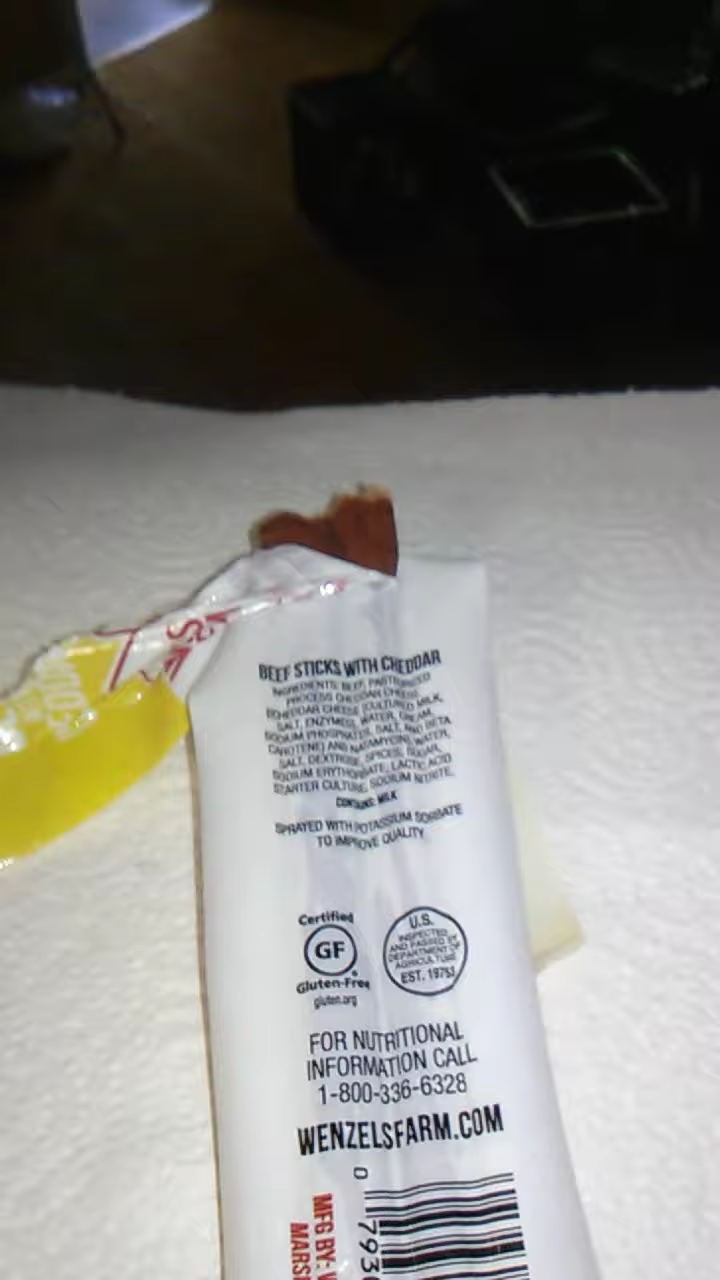 BEEF STICKS WITH CHEDDAR
INGREDIENTS: BEEF, PASTEURIZED
PROCESS CHEDDAR CHEESE
(CHEDDAR CHEESE (CULTURED MILK,
SALT, ENZYMES), WATER, CREAM,
SODIUM PHOSPHATES, SALT, AND BETA
CAROTENE) AND NATAMYCIN), WATER,
SALT, DEXTROSE, SPICES, SUGAR,
SODIUM ERYTHORBATE, LACTIC ACID
STARTER CULTURE, SODIUM NITRITE.
CONTAINS: MILK
SPRAYED WITH POTASSIUM SORBATE
TO IMPROVE QUALITY
Certified
GF
Gluten-Free
gluten.org
U.S.
INSPECTED
AND PASSED BY
DEPARTMENT OF
AGRICULTURE
EST. 1975J
FOR NUTRITIONAL
INFORMATION CALL
1-800-336-6328
WENZELSFARM.COM
MFG BY:
0